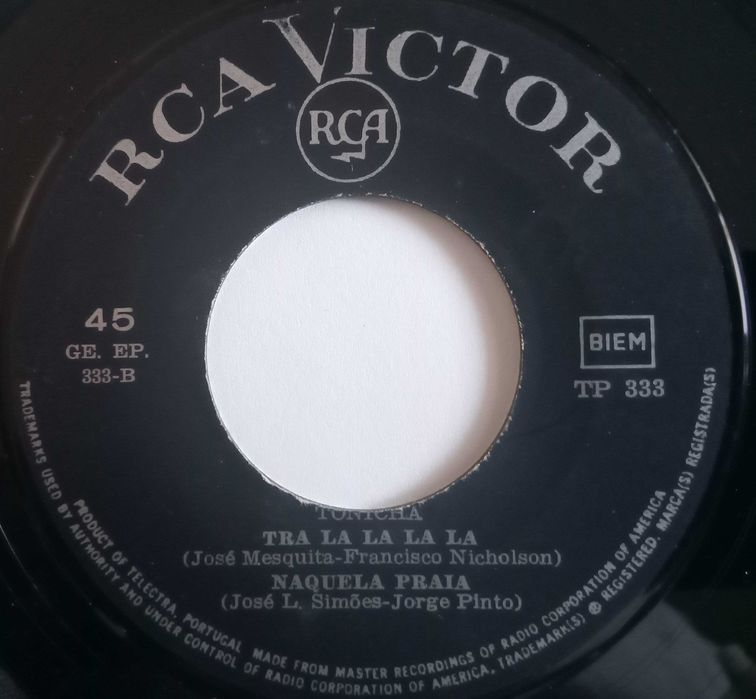 RCA VICTOR
RCA
45
GE. EP.
333-B
BIEM
TP 333
TONICHA
TRA LA LA LA LA
(José Mesquita-Francisco Nicholson)
NAQUELA PRAIA
(José L. Simões-Jorge Pinto)
PRODUCT OF TELECTRA, PORTUGAL MADE FROM MASTER RECORDINGS OF RADIO CORPORATION OF AMERICA
TRADEMARKS USED BY AUTHORITY AND UNDER CONTROL OF RADIO CORPORATION OF AMERICA, TRADEMARK(S) ® REGISTERED. MARCA(S) REGISTRADA(S)